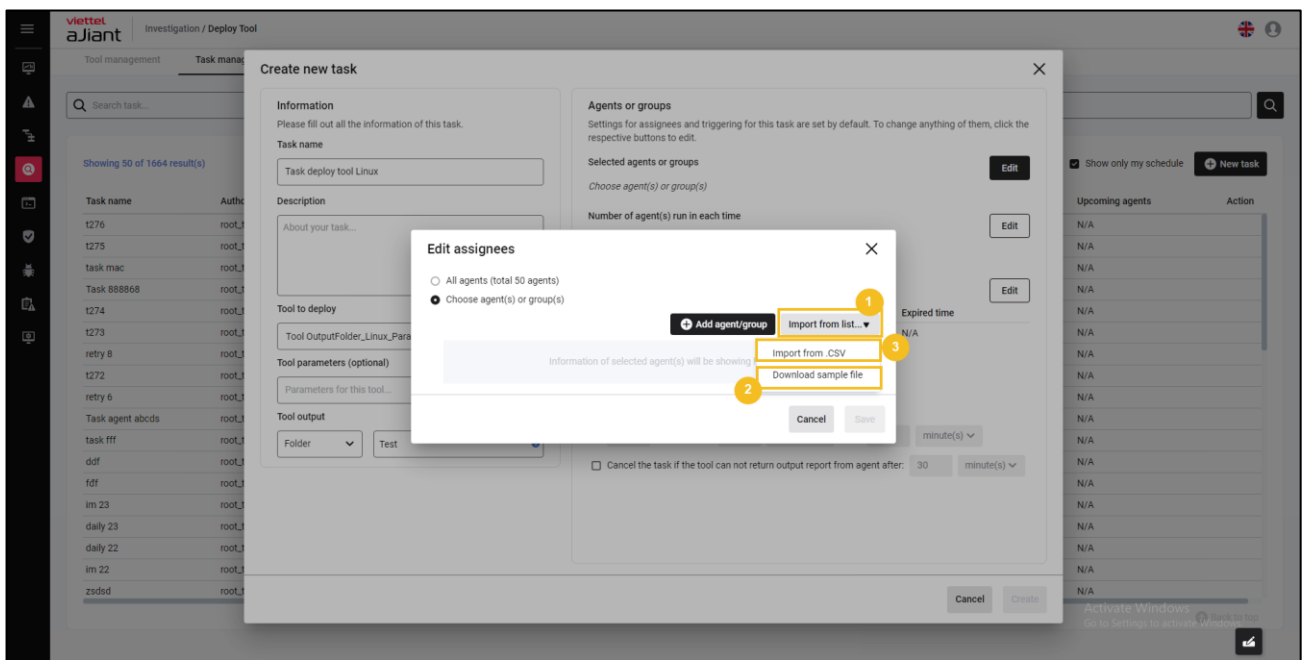 viettel
aJiant
Investigation / Deploy Tool
Tool management
Task manag
Search task...
Showing 50 of 1664 result(s)
Show only my schedule
New task
Task name
Autho
Upcoming agents
Action
t276
root_t
N/A
t275
root_t
N/A
task mac
root_t
N/A
Task 888868
root_t
N/A
t274
root_t
N/A
t273
root_t
N/A
retry 8
root_t
N/A
t272
root_t
N/A
retry 6
root_t
N/A
Task agent abcds
root_t
N/A
task fff
root_t
N/A
ddf
root_t
N/A
fdf
root_t
N/A
im 23
root_t
N/A
daily 23
root_t
N/A
daily 22
root_t
N/A
im 22
root_t
N/A
zsdsd
root_t
N/A
Create new task
Information
Please fill out all the information of this task.
Task name
Task deploy tool Linux
Description
About your task...
Tool to deploy
Tool OutputFolder_Linux_Para
Tool parameters (optional)
Parameters for this tool...
Tool output
Folder
Test
Agents or groups
Settings for assignees and triggering for this task are set by default. To change anything of them, click the
respective buttons to edit.
Selected agents or groups
Edit
Choose agent(s) or group(s)
Number of agent(s) run in each time
Edit
Edit
Expired time
N/A
minute(s)
Cancel the task if the tool can not return output report from agent after:
30
minute(s)
Cancel
Create
Edit assignees
All agents (total 50 agents)
Choose agent(s) or group(s)
1
Add agent/group
Import from list...
3
Import from .CSV
Information of selected agent(s) will be showing
Download sample file
2
Cancel
Save
Activate Windows
Go to Settings to activate Windows.
Back to top